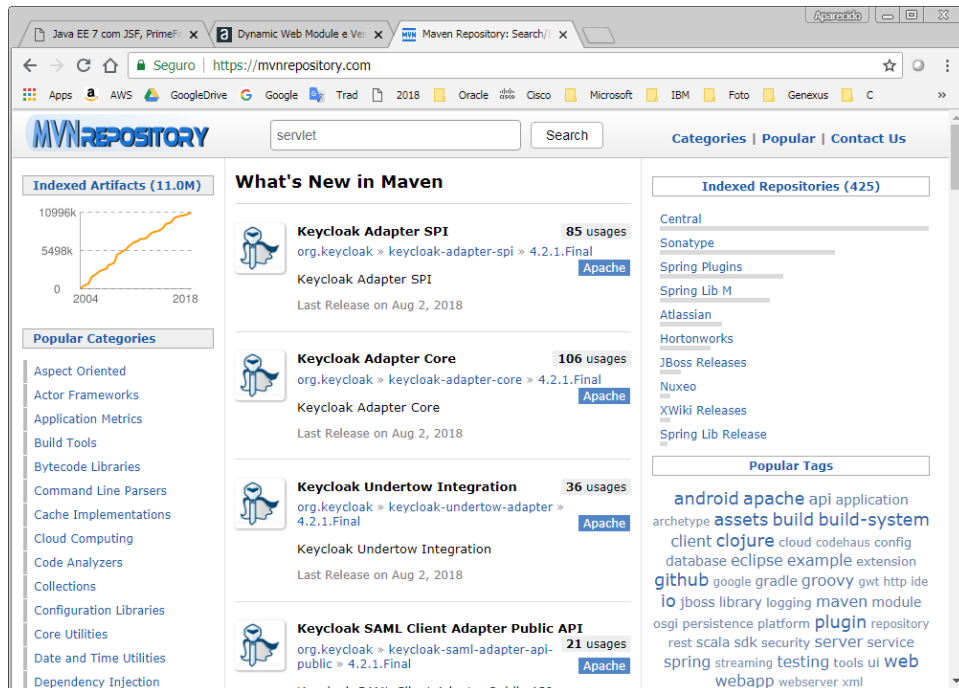 Aparecido
Java EE 7 com JSF, PrimeFa
Dynamic Web Module e Ver
MVN Maven Repository: Search/B
Seguro | https://mvnrepository.com
Apps a AWS GoogleDrive G Google Trad 2018 Oracle cisco Cisco Microsoft IBM Foto Genexus C »
MVNREPOSITORY
servlet
Search
Categories | Popular | Contact Us
Indexed Artifacts (11.0M)
10996k
5498k
0
2004 2018
Popular Categories
Aspect Oriented
Actor Frameworks
Application Metrics
Build Tools
Bytecode Libraries
Command Line Parsers
Cache Implementations
Cloud Computing
Code Analyzers
Collections
Configuration Libraries
Core Utilities
Date and Time Utilities
Dependency Injection
What's New in Maven
Keycloak Adapter SPI
85 usages
org.keycloak » keycloak-adapter-spi » 4.2.1.Final
Apache
Keycloak Adapter SPI
Last Release on Aug 2, 2018
Keycloak Adapter Core
106 usages
org.keycloak » keycloak-adapter-core » 4.2.1.Final
Apache
Keycloak Adapter Core
Last Release on Aug 2, 2018
Keycloak Undertow Integration
36 usages
org.keycloak » keycloak-undertow-adapter »
4.2.1.Final
Apache
Keycloak Undertow Integration
Last Release on Aug 2, 2018
Keycloak SAML Client Adapter Public API
21 usages
org.keycloak » keycloak-saml-adapter-api-
public » 4.2.1.Final
Apache
Keycloak SAML Client Adapter Public API
Indexed Repositories (425)
Central
Sonatype
Spring Plugins
Spring Lib M
Atlassian
Hortonworks
JBoss Releases
Nuxeo
XWiki Releases
Spring Lib Release
Popular Tags
android apache api application
archetype assets build build-system
client clojure cloud codehaus config
database eclipse example extension
github google gradle groovy gwt http ide
io jboss library logging maven module
osgi persistence platform plugin repository
rest scala sdk security server service
spring streaming testing tools ui web
webapp webserver xml